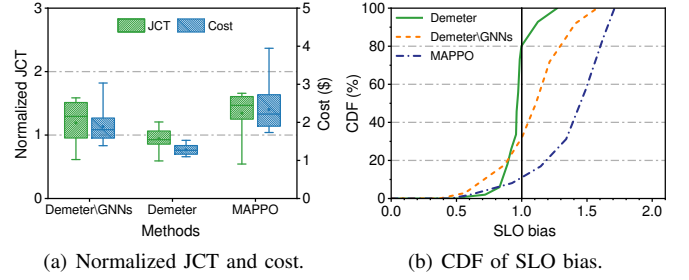 JCT Cost
Normalized JCT
3
2
1
0
Cost ($)
5
4
3
2
1
0
Demeter\GNNs Demeter MAPPO
Methods
(a) Normalized JCT and cost.
Demeter
Demeter\GNNs
MAPPO
CDF (%)
100
80
60
40
20
0
0.0 0.5 1.0 1.5 2.0
SLO bias
(b) CDF of SLO bias.